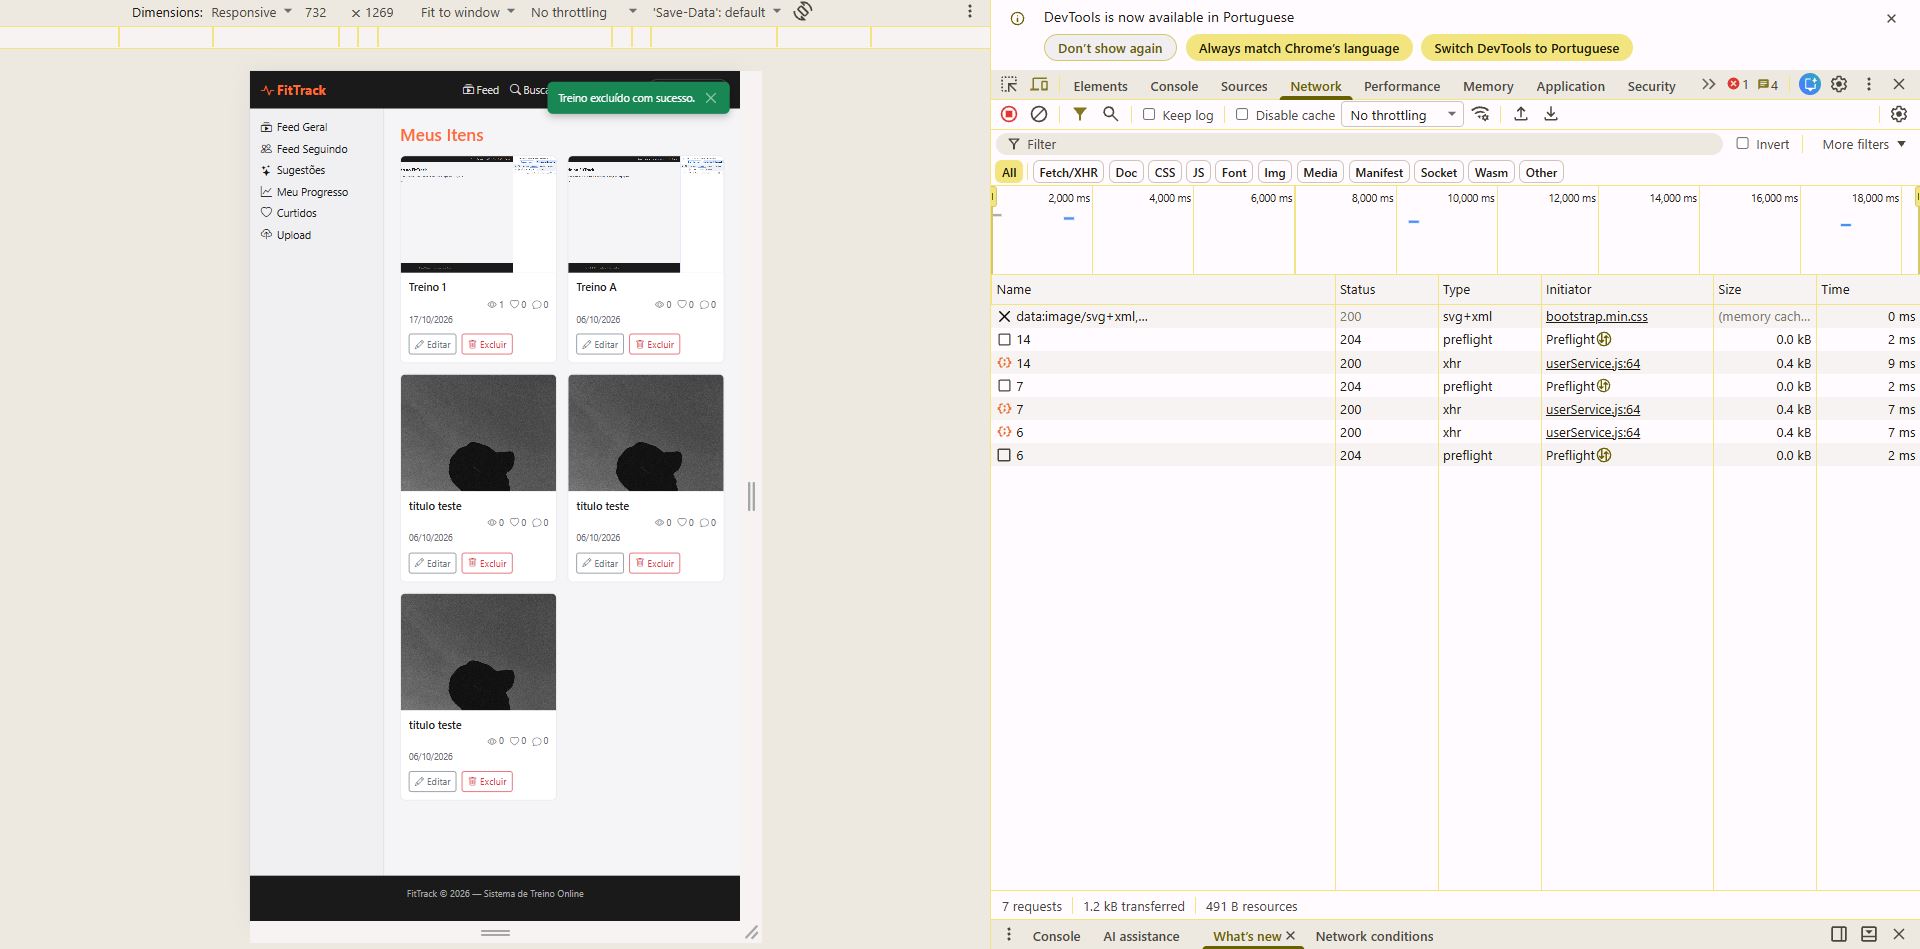 Dimensions: Responsive 732 × 1269 Fit to window No throttling 'Save-Data': default
FitTrack Feed Busca
Treino excluído com sucesso.
Feed Geral
Feed Seguindo
Sugestões
Meu Progresso
Curtidos
Upload
Meus Itens
Treino 1
1 0 0
17/10/2026
Editar Excluir
Treino A
0 0 0
06/10/2026
Editar Excluir
titulo teste
0 0 0
06/10/2026
Editar Excluir
titulo teste
0 0 0
06/10/2026
Editar Excluir
titulo teste
0 0 0
06/10/2026
Editar Excluir
FitTrack © 2026 — Sistema de Treino Online
DevTools is now available in Portuguese
Don't show again Always match Chrome's language Switch DevTools to Portuguese
Elements Console Sources Network Performance Memory Application Security 1 4
Keep log Disable cache No throttling
Filter Invert More filters
All Fetch/XHR Doc CSS JS Font Img Media Manifest Socket Wasm Other
2,000 ms 4,000 ms 6,000 ms 8,000 ms 10,000 ms 12,000 ms 14,000 ms 16,000 ms 18,000 ms
Name Status Type Initiator Size Time
data:image/svg+xml,... 200 svg+xml bootstrap.min.css (memory cach... 0 ms
14 204 preflight Preflight 0.0 kB 2 ms
14 200 xhr userService.js:64 0.4 kB 9 ms
7 204 preflight Preflight 0.0 kB 2 ms
7 200 xhr userService.js:64 0.4 kB 7 ms
6 200 xhr userService.js:64 0.4 kB 7 ms
6 204 preflight Preflight 0.0 kB 2 ms
7 requests 1.2 kB transferred 491 B resources
Console AI assistance What's new Network conditions